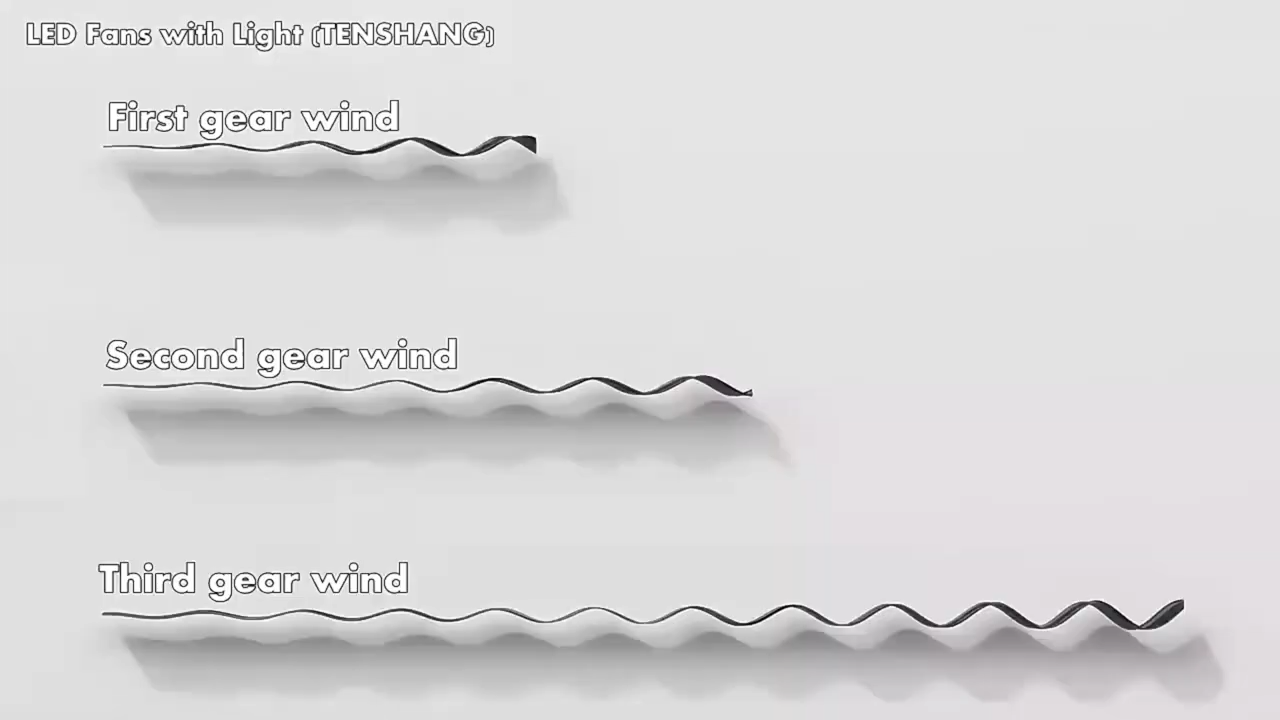 LED Fans with Light (TENSHANG)
First gear wind
Second gear wind
Third gear wind